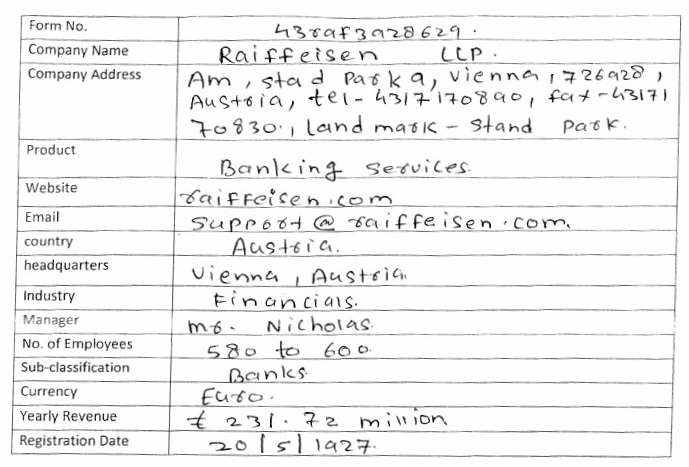 Form No. 43raf3928629.
Company Name Raiffeisen LLP.
Company Address Am, stad Park 9, Vienna, 726928,
Austria, tel-4317170890, fax-43171
70830., land mark - Stand Park.
Product Banking services.
Website raiffeisen.com
Email support@raiffeisen.com.
country Austria.
headquarters Vienna, Austria
Industry Financials.
Manager mr. Nicholas.
No. of Employees 580 to 600.
Sub-classification Banks.
Currency Euro.
Yearly Revenue £ 231.72 million
Registration Date 20/5/1927.